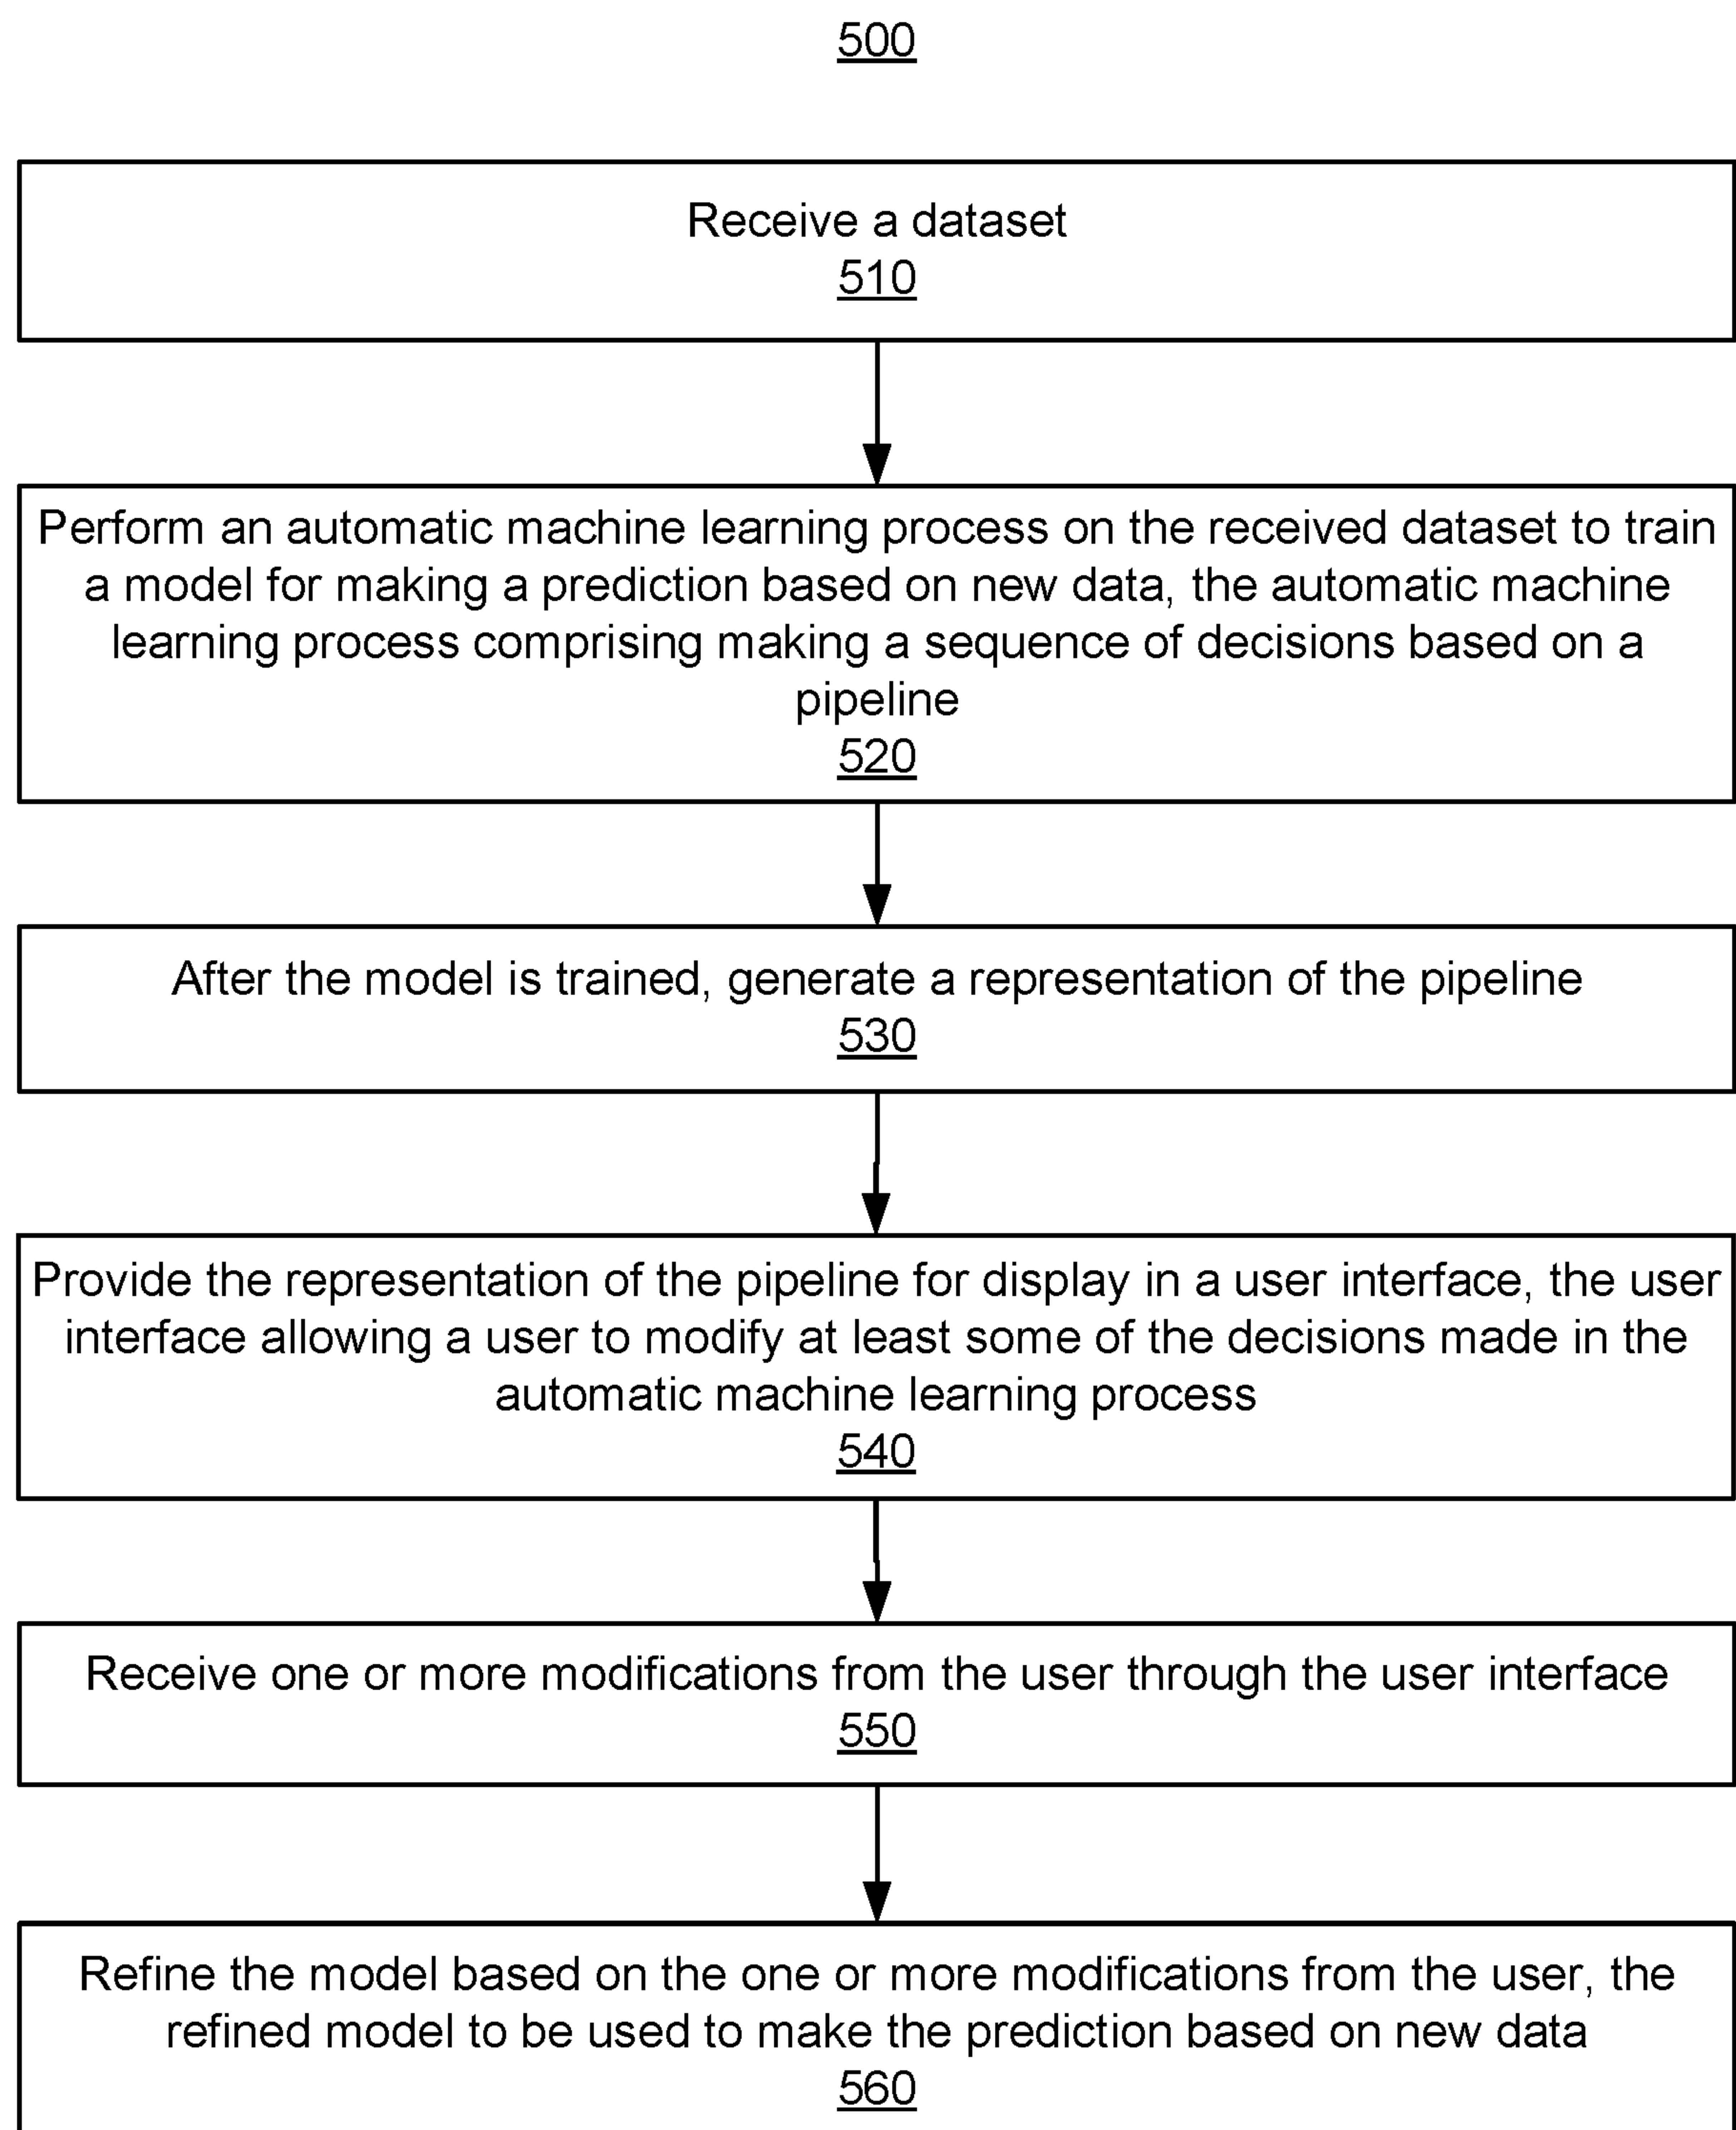 500
Receive a dataset
510
Perform an automatic machine learning process on the received dataset to train
a model for making a prediction based on new data, the automatic machine
learning process comprising making a sequence of decisions based on a
pipeline
520
After the model is trained, generate a representation of the pipeline
530
Provide the representation of the pipeline for display in a user interface, the user
interface allowing a user to modify at least some of the decisions made in the
automatic machine learning process
540
Receive one or more modifications from the user through the user interface
550
Refine the model based on the one or more modifications from the user, the
refined model to be used to make the prediction based on new data
560